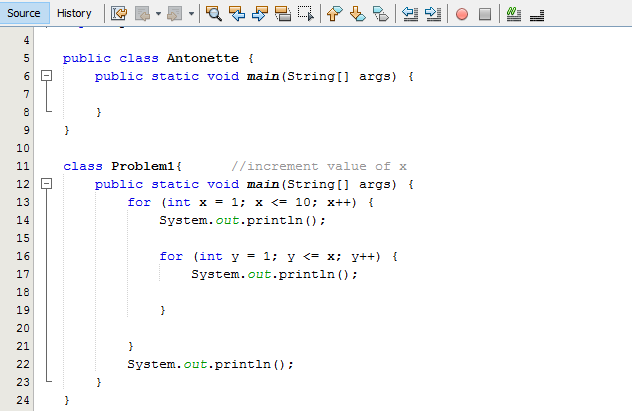 Source History
4
5 public class Antonette {
6 public static void main(String[] args) {
7
8 }
9 }
10
11 class Problem1{ //increment value of x
12 public static void main(String[] args) {
13 for (int x = 1; x <= 10; x++) {
14 System.out.println();
15
16 for (int y = 1; y <= x; y++) {
17 System.out.println();
18
19 }
20
21 }
22 System.out.println();
23 }
24 }